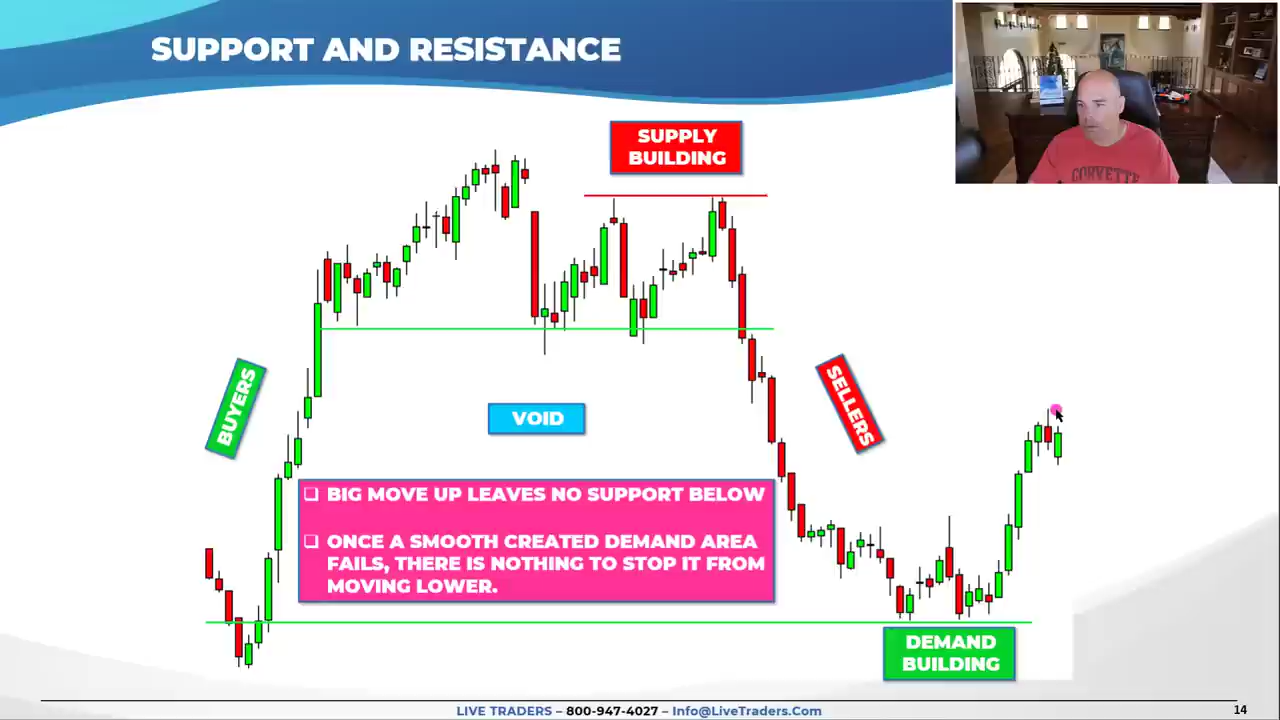 SUPPORT AND RESISTANCE
SUPPLY
BUILDING
CORVETTE
BUYERS
SELLERS
VOID
❑ BIG MOVE UP LEAVES NO SUPPORT BELOW
❑ ONCE A SMOOTH CREATED DEMAND AREA
FAILS, THERE IS NOTHING TO STOP IT FROM
MOVING LOWER.
DEMAND
BUILDING
LIVE TRADERS – 800-947-4027 – Info@LiveTraders.Com
14